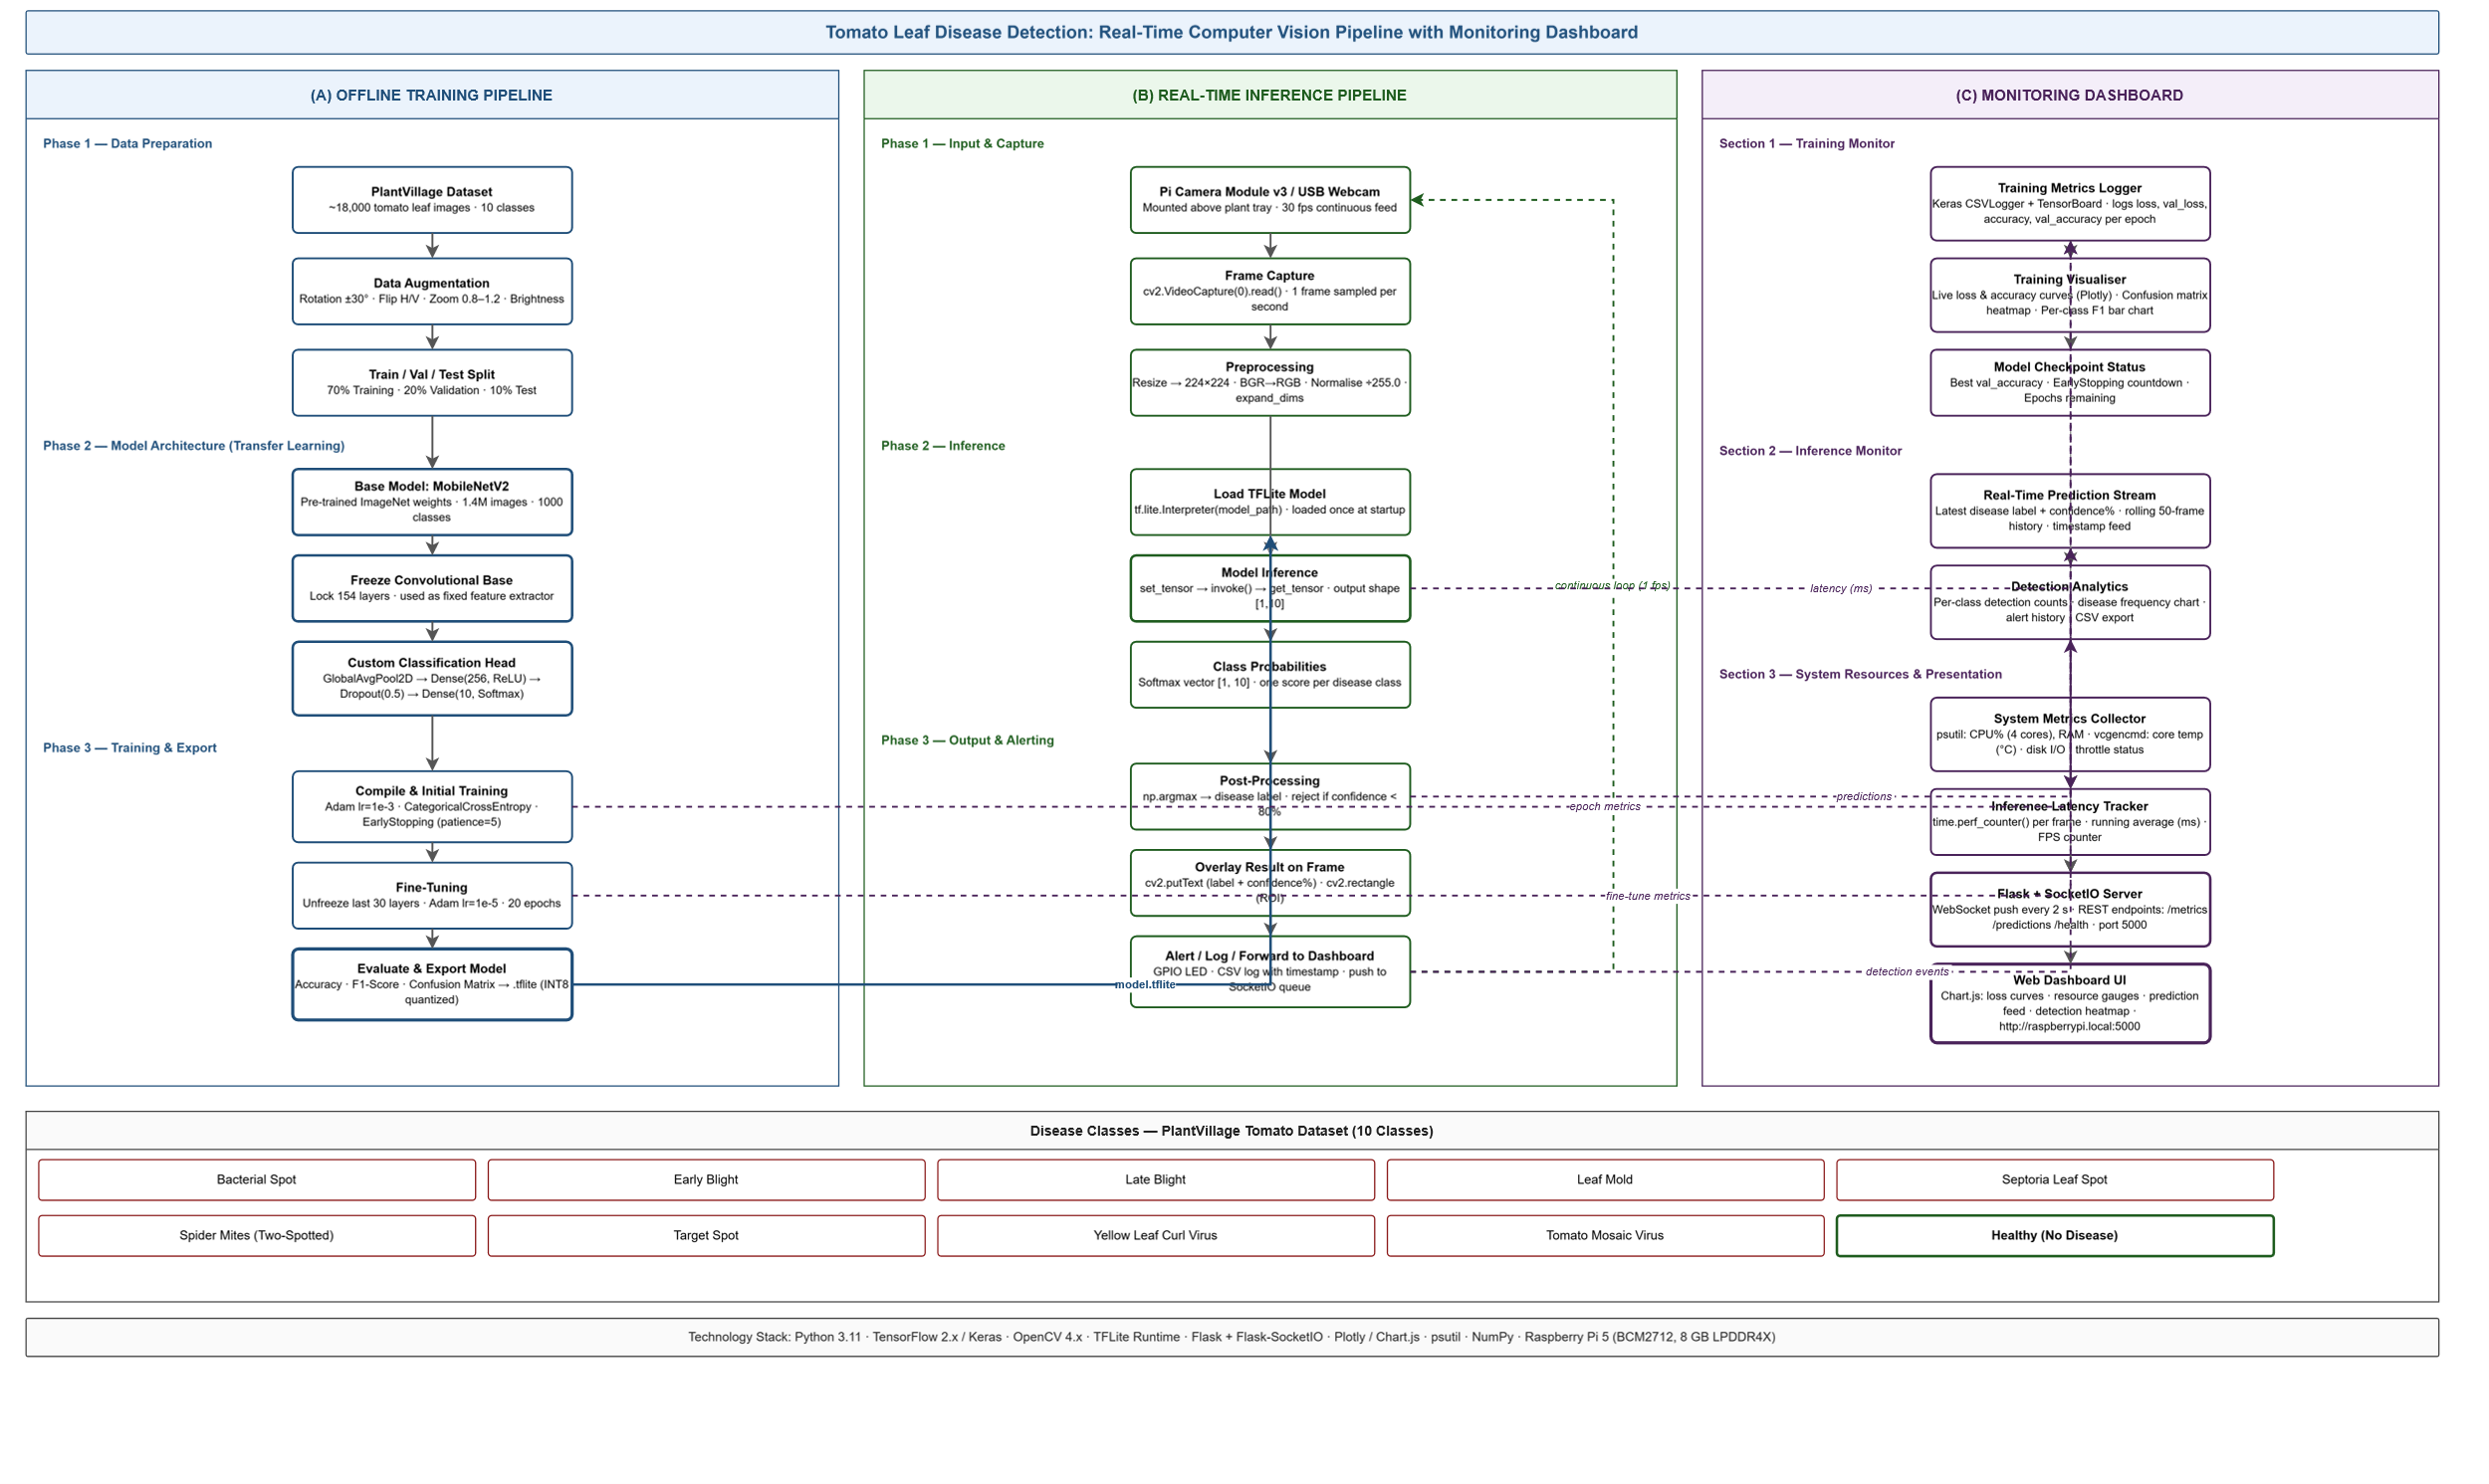 Tomato Leaf Disease Detection: Real-Time Computer Vision Pipeline with Monitoring Dashboard
(A) OFFLINE TRAINING PIPELINE
Phase 1 — Data Preparation
PlantVillage Dataset
~18,000 tomato leaf images · 10 classes
Data Augmentation
Rotation ±30° · Flip H/V · Zoom 0.8–1.2 · Brightness
Train / Val / Test Split
70% Training · 20% Validation · 10% Test
Phase 2 — Model Architecture (Transfer Learning)
Base Model: MobileNetV2
Pre-trained ImageNet weights · 1.4M images · 1000
classes
Freeze Convolutional Base
Lock 154 layers · used as fixed feature extractor
Custom Classification Head
GlobalAvgPool2D → Dense(256, ReLU) →
Dropout(0.5) → Dense(10, Softmax)
Phase 3 — Training & Export
Compile & Initial Training
Adam lr=1e-3 · CategoricalCrossEntropy ·
EarlyStopping (patience=5)
Fine-Tuning
Unfreeze last 30 layers · Adam lr=1e-5 · 20 epochs
Evaluate & Export Model
Accuracy · F1-Score · Confusion Matrix → .tflite (INT8
quantized)
(B) REAL-TIME INFERENCE PIPELINE
Phase 1 — Input & Capture
Pi Camera Module v3 / USB Webcam
Mounted above plant tray · 30 fps continuous feed
Frame Capture
cv2.VideoCapture(0).read() · 1 frame sampled per
second
Preprocessing
Resize → 224×224 · BGR→RGB · Normalise ÷255.0 ·
expand_dims
Phase 2 — Inference
Load TFLite Model
tf.lite.Interpreter(model_path) · loaded once at startup
Model Inference
set_tensor → invoke() → get_tensor · output shape
[1,10]
Class Probabilities
Softmax vector [1, 10] · one score per disease class
Phase 3 — Output & Alerting
Post-Processing
np.argmax → disease label · reject if confidence <
80%
Overlay Result on Frame
cv2.putText (label + confidence%) · cv2.rectangle
(ROI)
Alert / Log / Forward to Dashboard
GPIO LED · CSV log with timestamp · push to
SocketIO queue
model.tflite
continuous loop (1 fps)
latency (ms)
predictions
epoch metrics
fine-tune metrics
detection events
(C) MONITORING DASHBOARD
Section 1 — Training Monitor
Training Metrics Logger
Keras CSVLogger + TensorBoard · logs loss, val_loss,
accuracy, val_accuracy per epoch
Training Visualiser
Live loss & accuracy curves (Plotly) · Confusion matrix
heatmap · Per-class F1 bar chart
Model Checkpoint Status
Best val_accuracy · EarlyStopping countdown ·
Epochs remaining
Section 2 — Inference Monitor
Real-Time Prediction Stream
Latest disease label + confidence% · rolling 50-frame
history · timestamp feed
Detection Analytics
Per-class detection counts · disease frequency chart ·
alert history · CSV export
Section 3 — System Resources & Presentation
System Metrics Collector
psutil: CPU% (4 cores), RAM · vcgencmd: core temp
(°C) · disk I/O · throttle status
Inference Latency Tracker
time.perf_counter() per frame · running average (ms) ·
FPS counter
Flask + SocketIO Server
WebSocket push every 2 s · REST endpoints: /metrics
/predictions /health · port 5000
Web Dashboard UI
Chart.js: loss curves · resource gauges · prediction
feed · detection heatmap ·
http://raspberrypi.local:5000
Disease Classes — PlantVillage Tomato Dataset (10 Classes)
Bacterial Spot
Early Blight
Late Blight
Leaf Mold
Septoria Leaf Spot
Spider Mites (Two-Spotted)
Target Spot
Yellow Leaf Curl Virus
Tomato Mosaic Virus
Healthy (No Disease)
Technology Stack: Python 3.11 · TensorFlow 2.x / Keras · OpenCV 4.x · TFLite Runtime · Flask + Flask-SocketIO · Plotly / Chart.js · psutil · NumPy · Raspberry Pi 5 (BCM2712, 8 GB LPDDR4X)